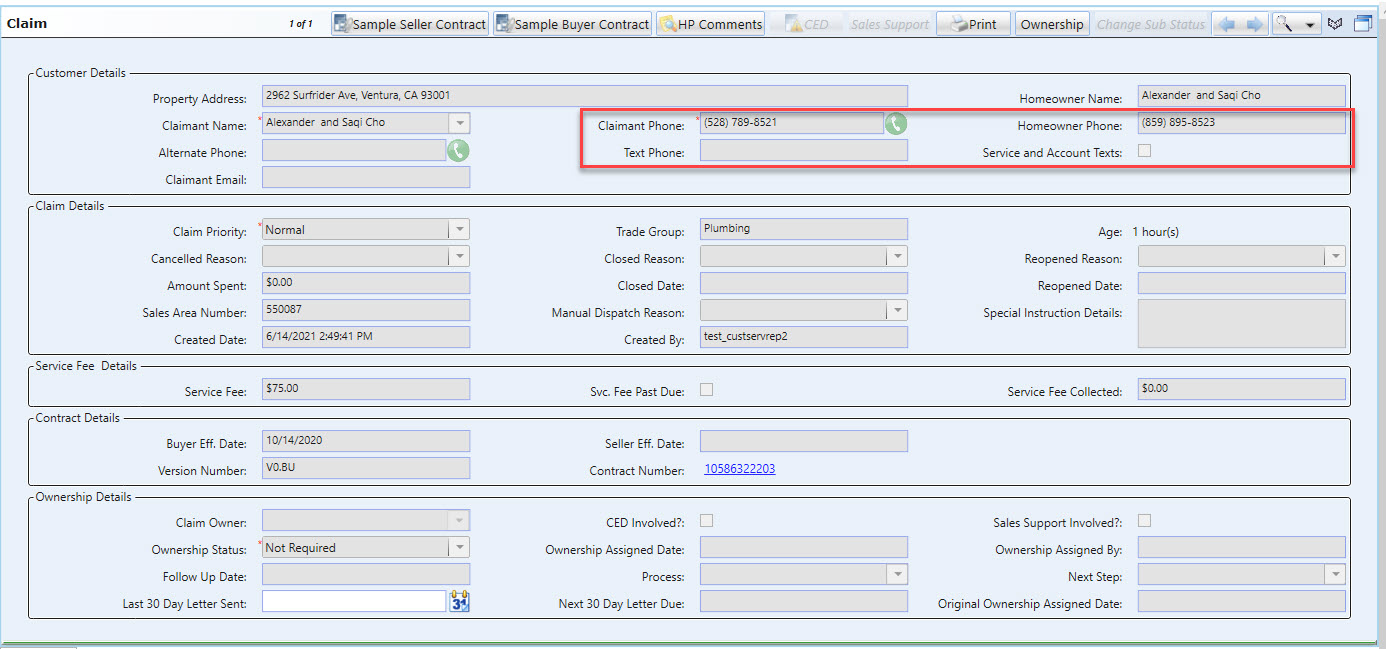 Claim 1 of 1 Sample Seller Contract Sample Buyer Contract HP Comments CED Sales Support Print Ownership Change Sub Status
Customer Details
Property Address: 2962 Surfrider Ave, Ventura, CA 93001 Homeowner Name: Alexander and Saqi Cho
Claimant Name: * Alexander and Saqi Cho Claimant Phone: * (528) 789-8521 Homeowner Phone: (859) 895-8523
Alternate Phone: Text Phone: Service and Account Texts:
Claimant Email:
Claim Details
Claim Priority: * Normal Trade Group: Plumbing Age: 1 hour(s)
Cancelled Reason: Closed Reason: Reopened Reason:
Amount Spent: $0.00 Closed Date: Reopened Date:
Sales Area Number: 550087 Manual Dispatch Reason: Special Instruction Details:
Created Date: 6/14/2021 2:49:41 PM Created By: test_custservrep2
Service Fee Details
Service Fee: $75.00 Svc. Fee Past Due: Service Fee Collected: $0.00
Contract Details
Buyer Eff. Date: 10/14/2020 Seller Eff. Date:
Version Number: V0.BU Contract Number: 10586322203
Ownership Details
Claim Owner: CED Involved?: Sales Support Involved?:
Ownership Status: * Not Required Ownership Assigned Date: Ownership Assigned By:
Follow Up Date: Process: Next Step:
Last 30 Day Letter Sent: 31 Next 30 Day Letter Due: Original Ownership Assigned Date: